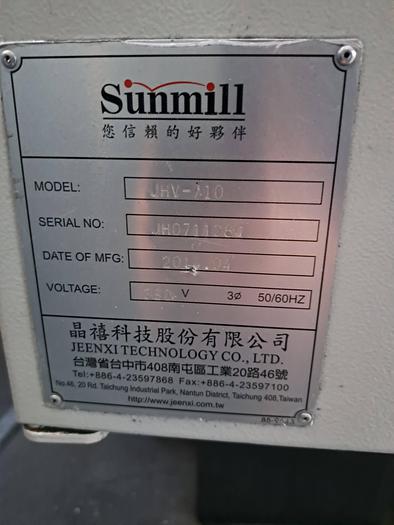 Sunmill
您信賴的好夥伴
MODEL: JHV-710
SERIAL NO:
DATE OF MFG:
VOLTAGE: 380 V 3ø 50/60HZ
晶禧科技股份有限公司
JEENXI TECHNOLOGY CO., LTD.
台灣省台中市408南屯區工業20路46號
Tel:+886-4-23597868 Fax:+886-4-23597100
No.46, 20 Rd. Taichung Industrial Park, Nantun District, Taichung 408,Taiwan
http://www.jeenxi.com.tw